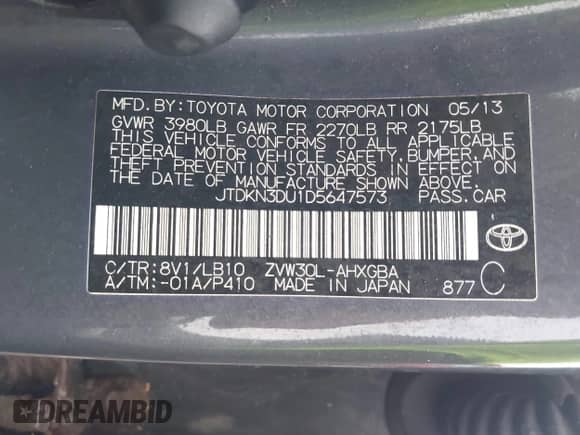 MFD.BY:TOYOTA MOTOR CORPORATION 05/13
GVWR 3980LB GAWR FR 2270LB RR 2175LB
THIS VEHICLE CONFORMS TO ALL APPLICABLE
FEDERAL MOTOR VEHICLE SAFETY,BUMPER,AND
THEFT PREVENTION STANDARDS IN EFFECT ON
THE DATE OF MANUFACTURE SHOWN ABOVE.
JTDKN3DU1D5647573 PASS.CAR
C/TR:8V1/LB10 ZVW30L-AHXGBA
A/TM:-01A/P410 MADE IN JAPAN 877 C
DREAMBID